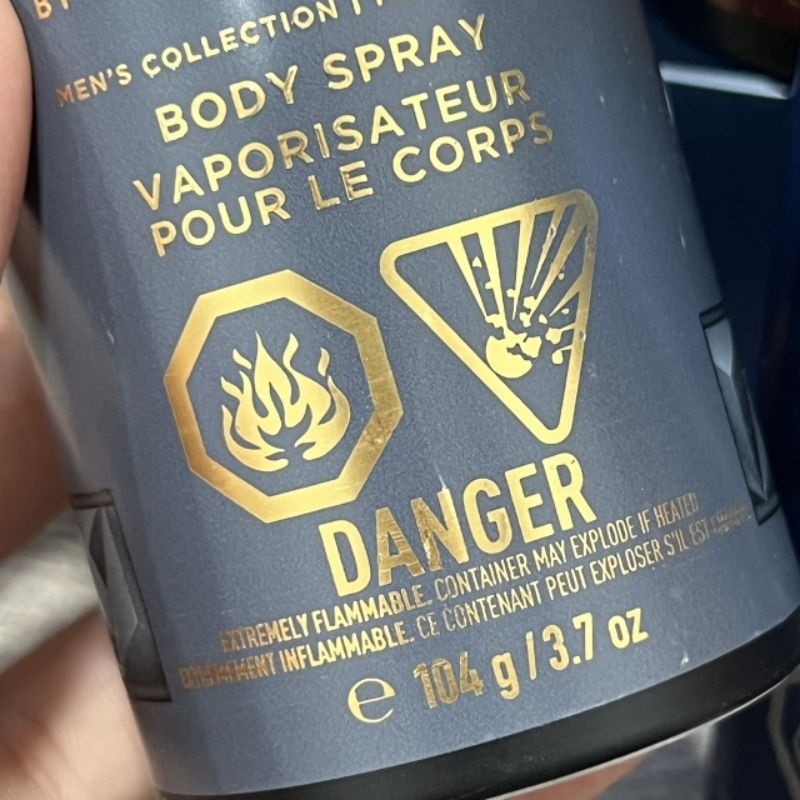 MEN'S COLLECTION
BODY SPRAY
VAPORISATEUR
POUR LE CORPS
DANGER
EXTREMELY FLAMMABLE. CONTAINER MAY EXPLODE IF HEATED
INFLAMMABLE. CE CONTENANT PEUT EXPLOSER S'IL EST
℮ 104 g / 3.7 oz